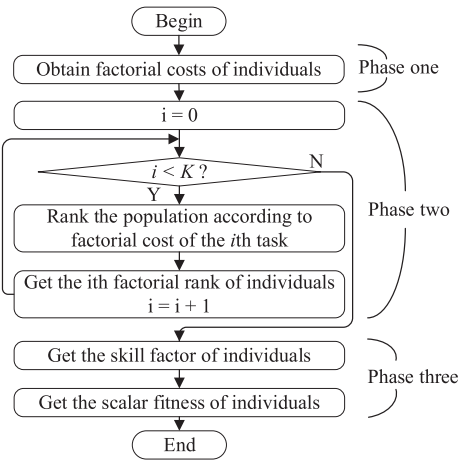 Begin
Obtain factorial costs of individuals
Phase one
i = 0
i < K ?
N
Y
Phase two
Rank the population according to
factorial cost of the ith task
Get the ith factorial rank of individuals
i = i + 1
Get the skill factor of individuals
Phase three
Get the scalar fitness of individuals
End